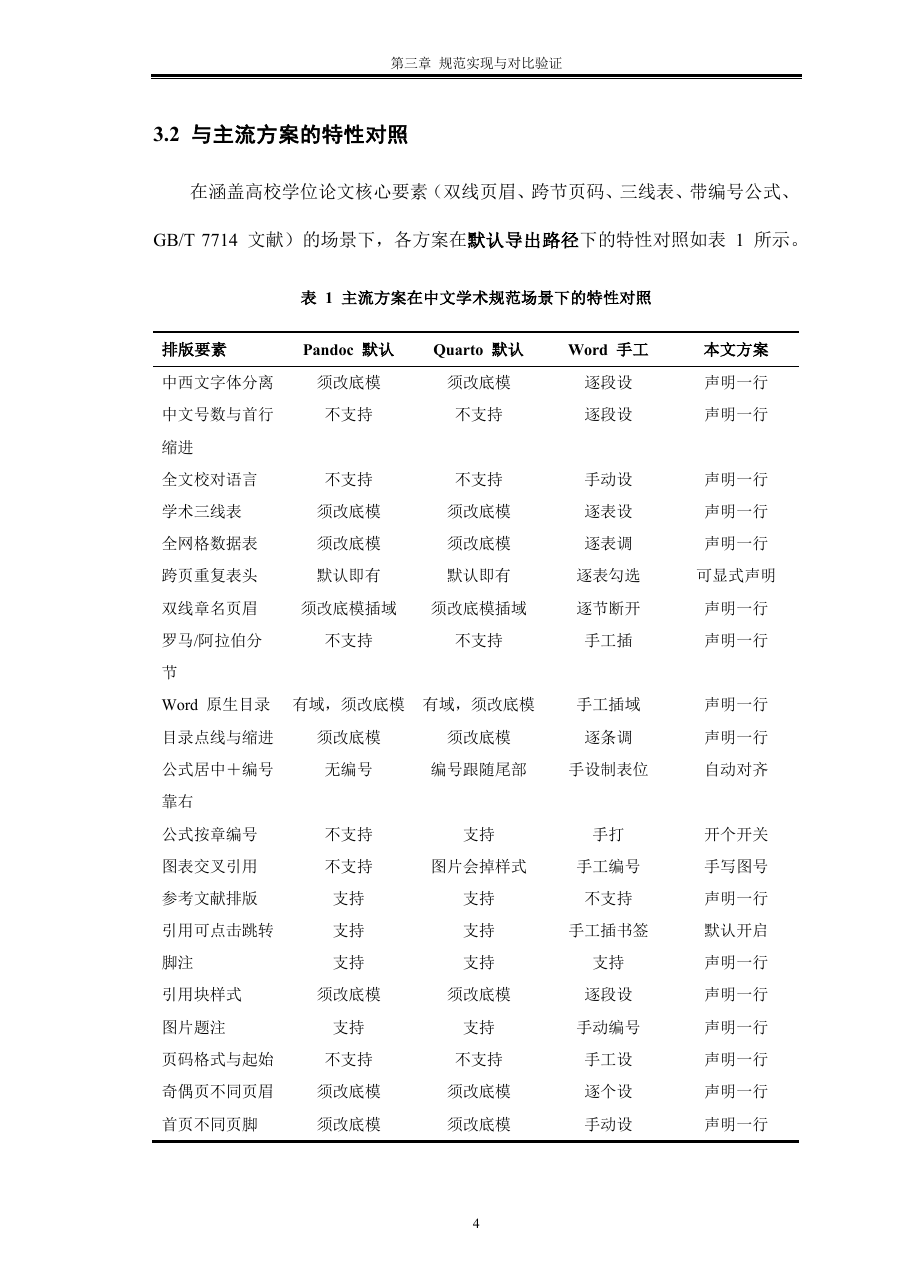 第三章 规范实现与对比验证
3.2 与主流方案的特性对照
在涵盖高校学位论文核心要素（双线页眉、跨节页码、三线表、带编号公式、
GB/T 7714 文献）的场景下，各方案在默认导出路径下的特性对照如表 1 所示。
表 1 主流方案在中文学术规范场景下的特性对照
排版要素 Pandoc 默认 Quarto 默认 Word 手工 本文方案
中西文字体分离 须改底模 须改底模 逐段设 声明一行
中文号数与首行 不支持 不支持 逐段设 声明一行
缩进
全文校对语言 不支持 不支持 手动设 声明一行
学术三线表 须改底模 须改底模 逐表设 声明一行
全网格数据表 须改底模 须改底模 逐表调 声明一行
跨页重复表头 默认即有 默认即有 逐表勾选 可显式声明
双线章名页眉 须改底模插域 须改底模插域 逐节断开 声明一行
罗马/阿拉伯分 不支持 不支持 手工插 声明一行
节
Word 原生目录 有域，须改底模 有域，须改底模 手工插域 声明一行
目录点线与缩进 须改底模 须改底模 逐条调 声明一行
公式居中＋编号 无编号 编号跟随尾部 手设制表位 自动对齐
靠右
公式按章编号 不支持 支持 手打 开个开关
图表交叉引用 不支持 图片会掉样式 手工编号 手写图号
参考文献排版 支持 支持 不支持 声明一行
引用可点击跳转 支持 支持 手工插书签 默认开启
脚注 支持 支持 支持 声明一行
引用块样式 须改底模 须改底模 逐段设 声明一行
图片题注 支持 支持 手动编号 声明一行
页码格式与起始 不支持 不支持 手工设 声明一行
奇偶页不同页眉 须改底模 须改底模 逐个设 声明一行
首页不同页脚 须改底模 须改底模 手动设 声明一行
4